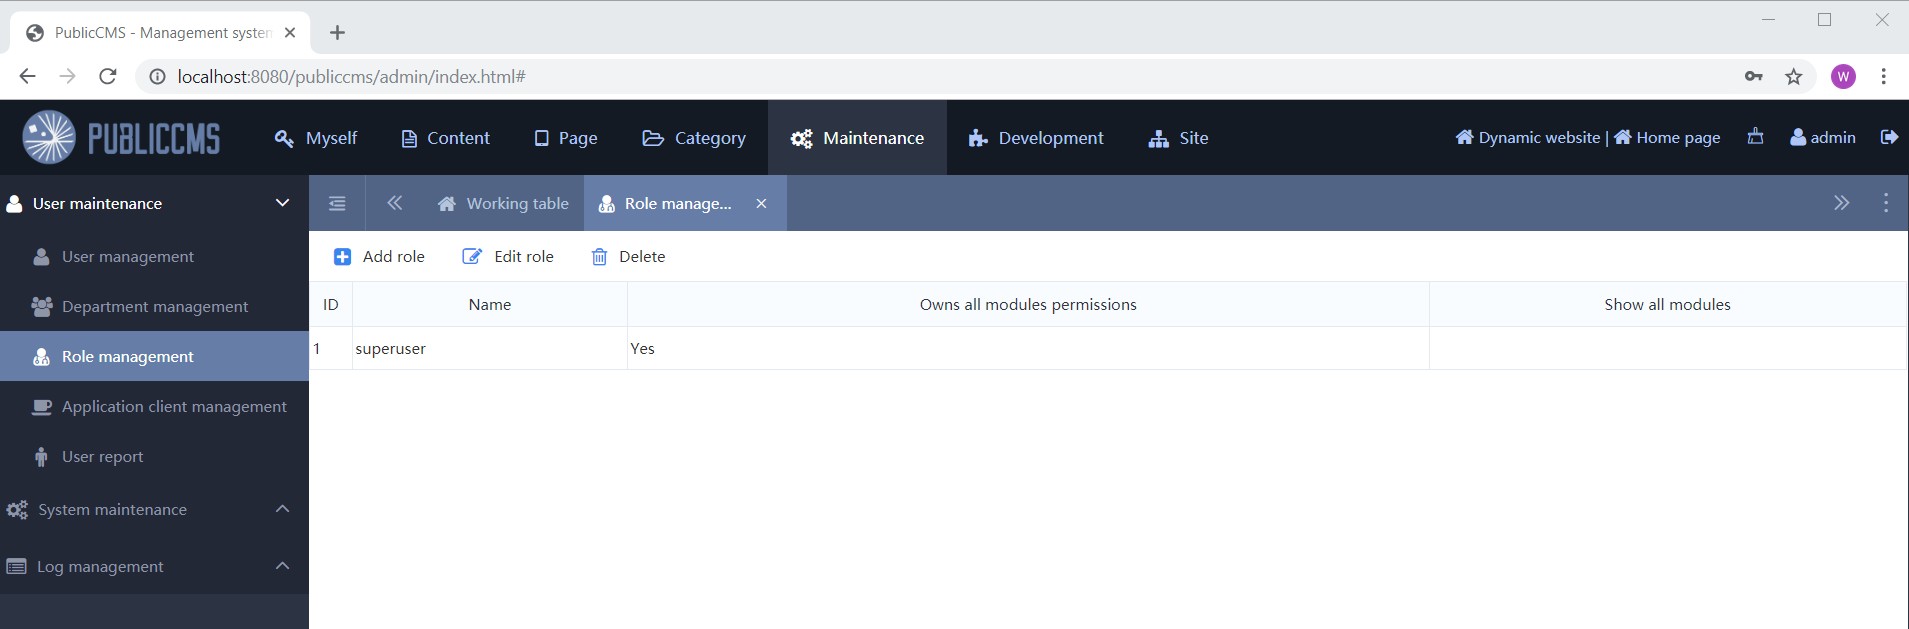 PublicCMS - Management system
localhost:8080/publiccms/admin/index.html#
W
PUBLICCMS
Myself
Content
Page
Category
Maintenance
Development
Site
Dynamic website | Home page
admin
User maintenance
Working table
Role manage...
User management
Department management
Role management
Application client management
User report
System maintenance
Log management
Add role
Edit role
Delete
ID Name Owns all modules permissions Show all modules
1 superuser Yes